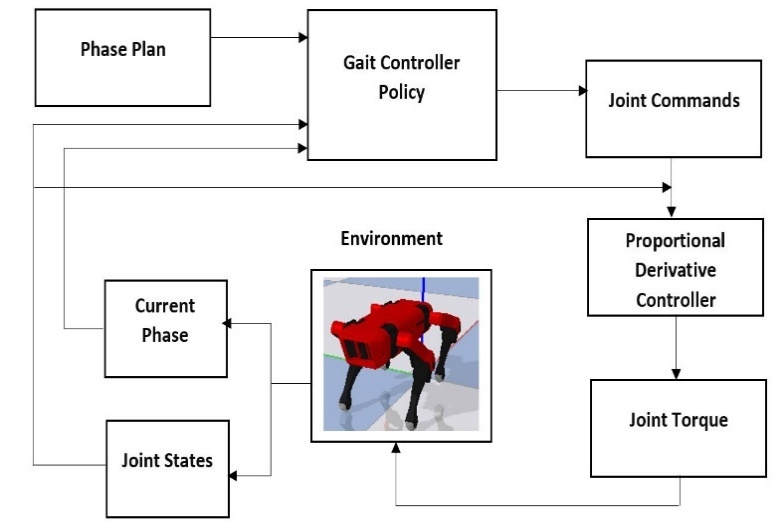 Phase Plan
Gait Controller
Policy
Joint Commands
Environment
Proportional
Derivative
Controller
Current
Phase
Joint Torque
Joint States